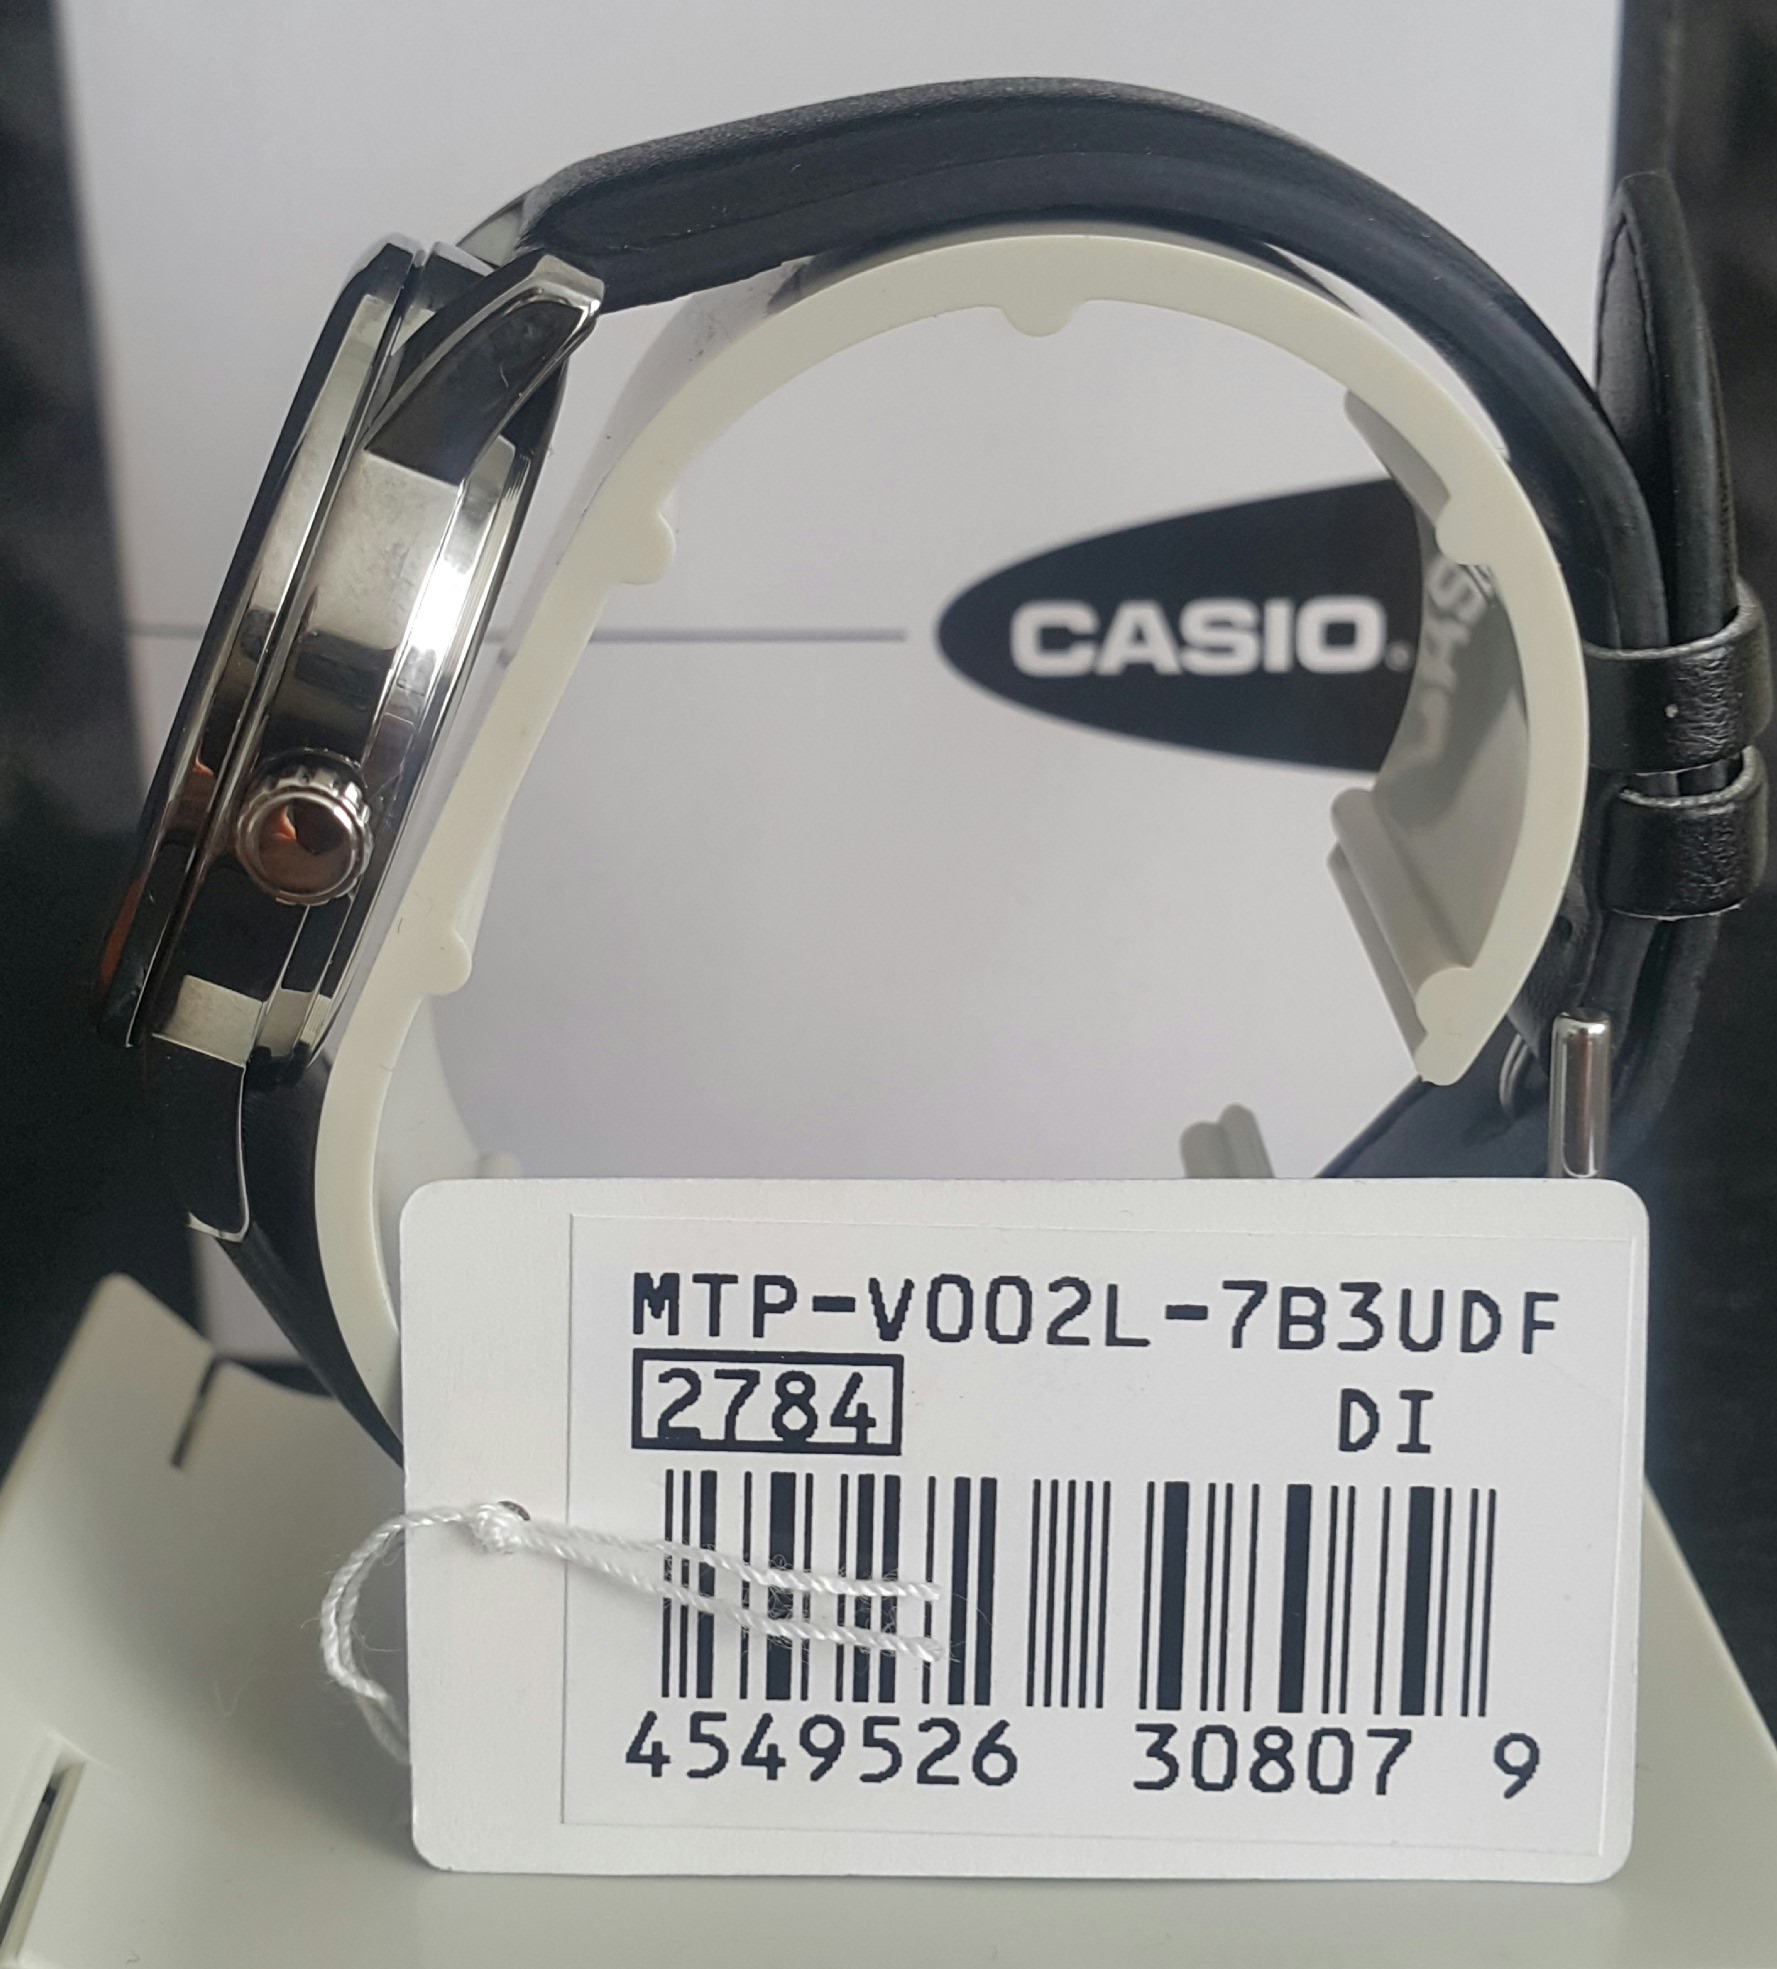 CASIO
MTP-V002L-7B3UDF
2784 DI
4549526 30807 9